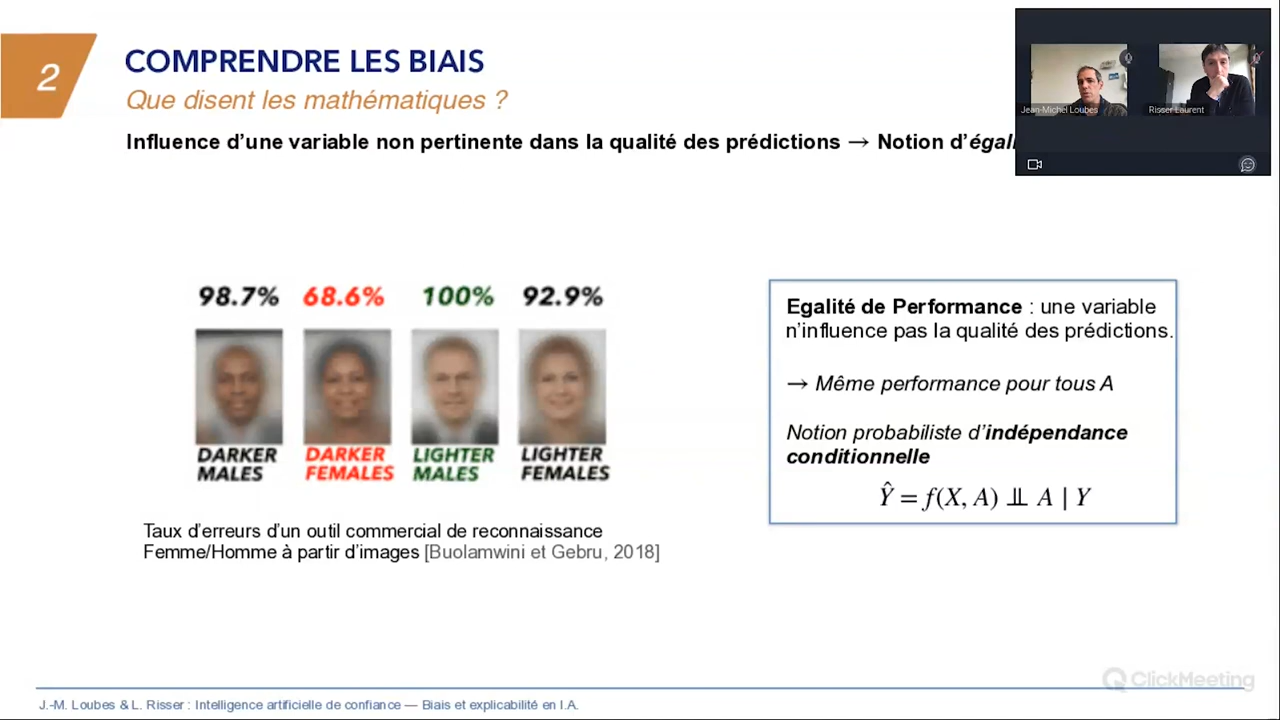 2
COMPRENDRE LES BIAIS
Que disent les mathématiques ?
Influence d'une variable non pertinente dans la qualité des prédictions → Notion d'égali
Jean-Michel Loubes
Risser Laurent
98.7% 68.6% 100% 92.9%
DARKER MALES
DARKER FEMALES
LIGHTER MALES
LIGHTER FEMALES
Taux d'erreurs d'un outil commercial de reconnaissance
Femme/Homme à partir d'images [Buolamwini et Gebru, 2018]
Egalité de Performance : une variable
n'influence pas la qualité des prédictions.
→ Même performance pour tous A
Notion probabiliste d'indépendance
conditionnelle
Ŷ = f(X, A) ⫫ A | Y
ClickMeeting
J.-M. Loubes & L. Risser : Intelligence artificielle de confiance — Biais et explicabilité en I.A.